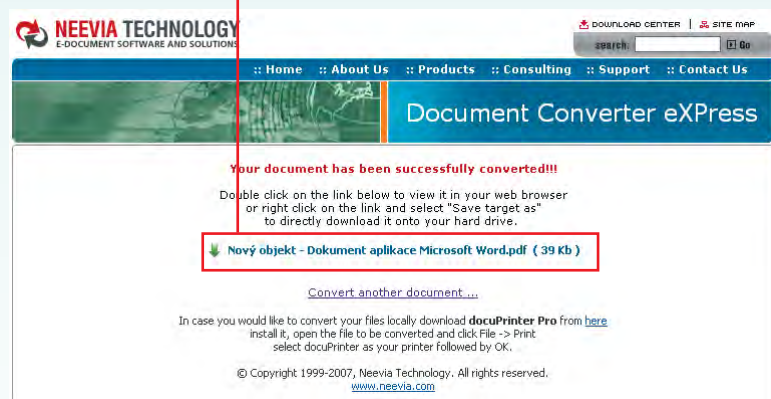 NEEVIA TECHNOLOGY
E-DOCUMENT SOFTWARE AND SOLUTIONS
DOWNLOAD CENTER | SITE MAP
search: Go
:: Home :: About Us :: Products :: Consulting :: Support :: Contact Us
Document Converter eXPress
Your document has been successfully converted!!!
Double click on the link below to view it in your web browser
or right click on the link and select "Save target as"
to directly download it onto your hard drive.
Nový objekt - Dokument aplikace Microsoft Word.pdf ( 39 Kb )
Convert another document ...
In case you would like to convert your files locally download docuPrinter Pro from here
install it, open the file to be converted and click File -> Print
select docuPrinter as your printer followed by OK.
© Copyright 1999-2007, Neevia Technology. All rights reserved.
www.neevia.com